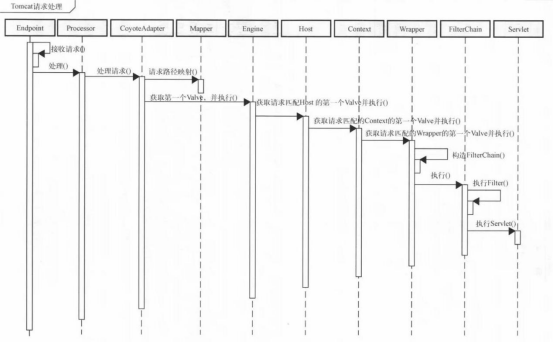 Tomcat请求处理
Endpoint Processor CoyoteAdapter Mapper Engine Host Context Wrapper FilterChain Servlet
接收请求()
处理() 处理请求() 请求路径映射()
获取第一个Valve，并执行() 获取请求匹配Host 的第一个Valve并执行()
获取请求匹配的Context的第一个Valve并执行()
获取请求匹配的Wrapper的第一个Valve并执行()
构造FilterChain()
执行()
执行Filter()
执行Servlet()